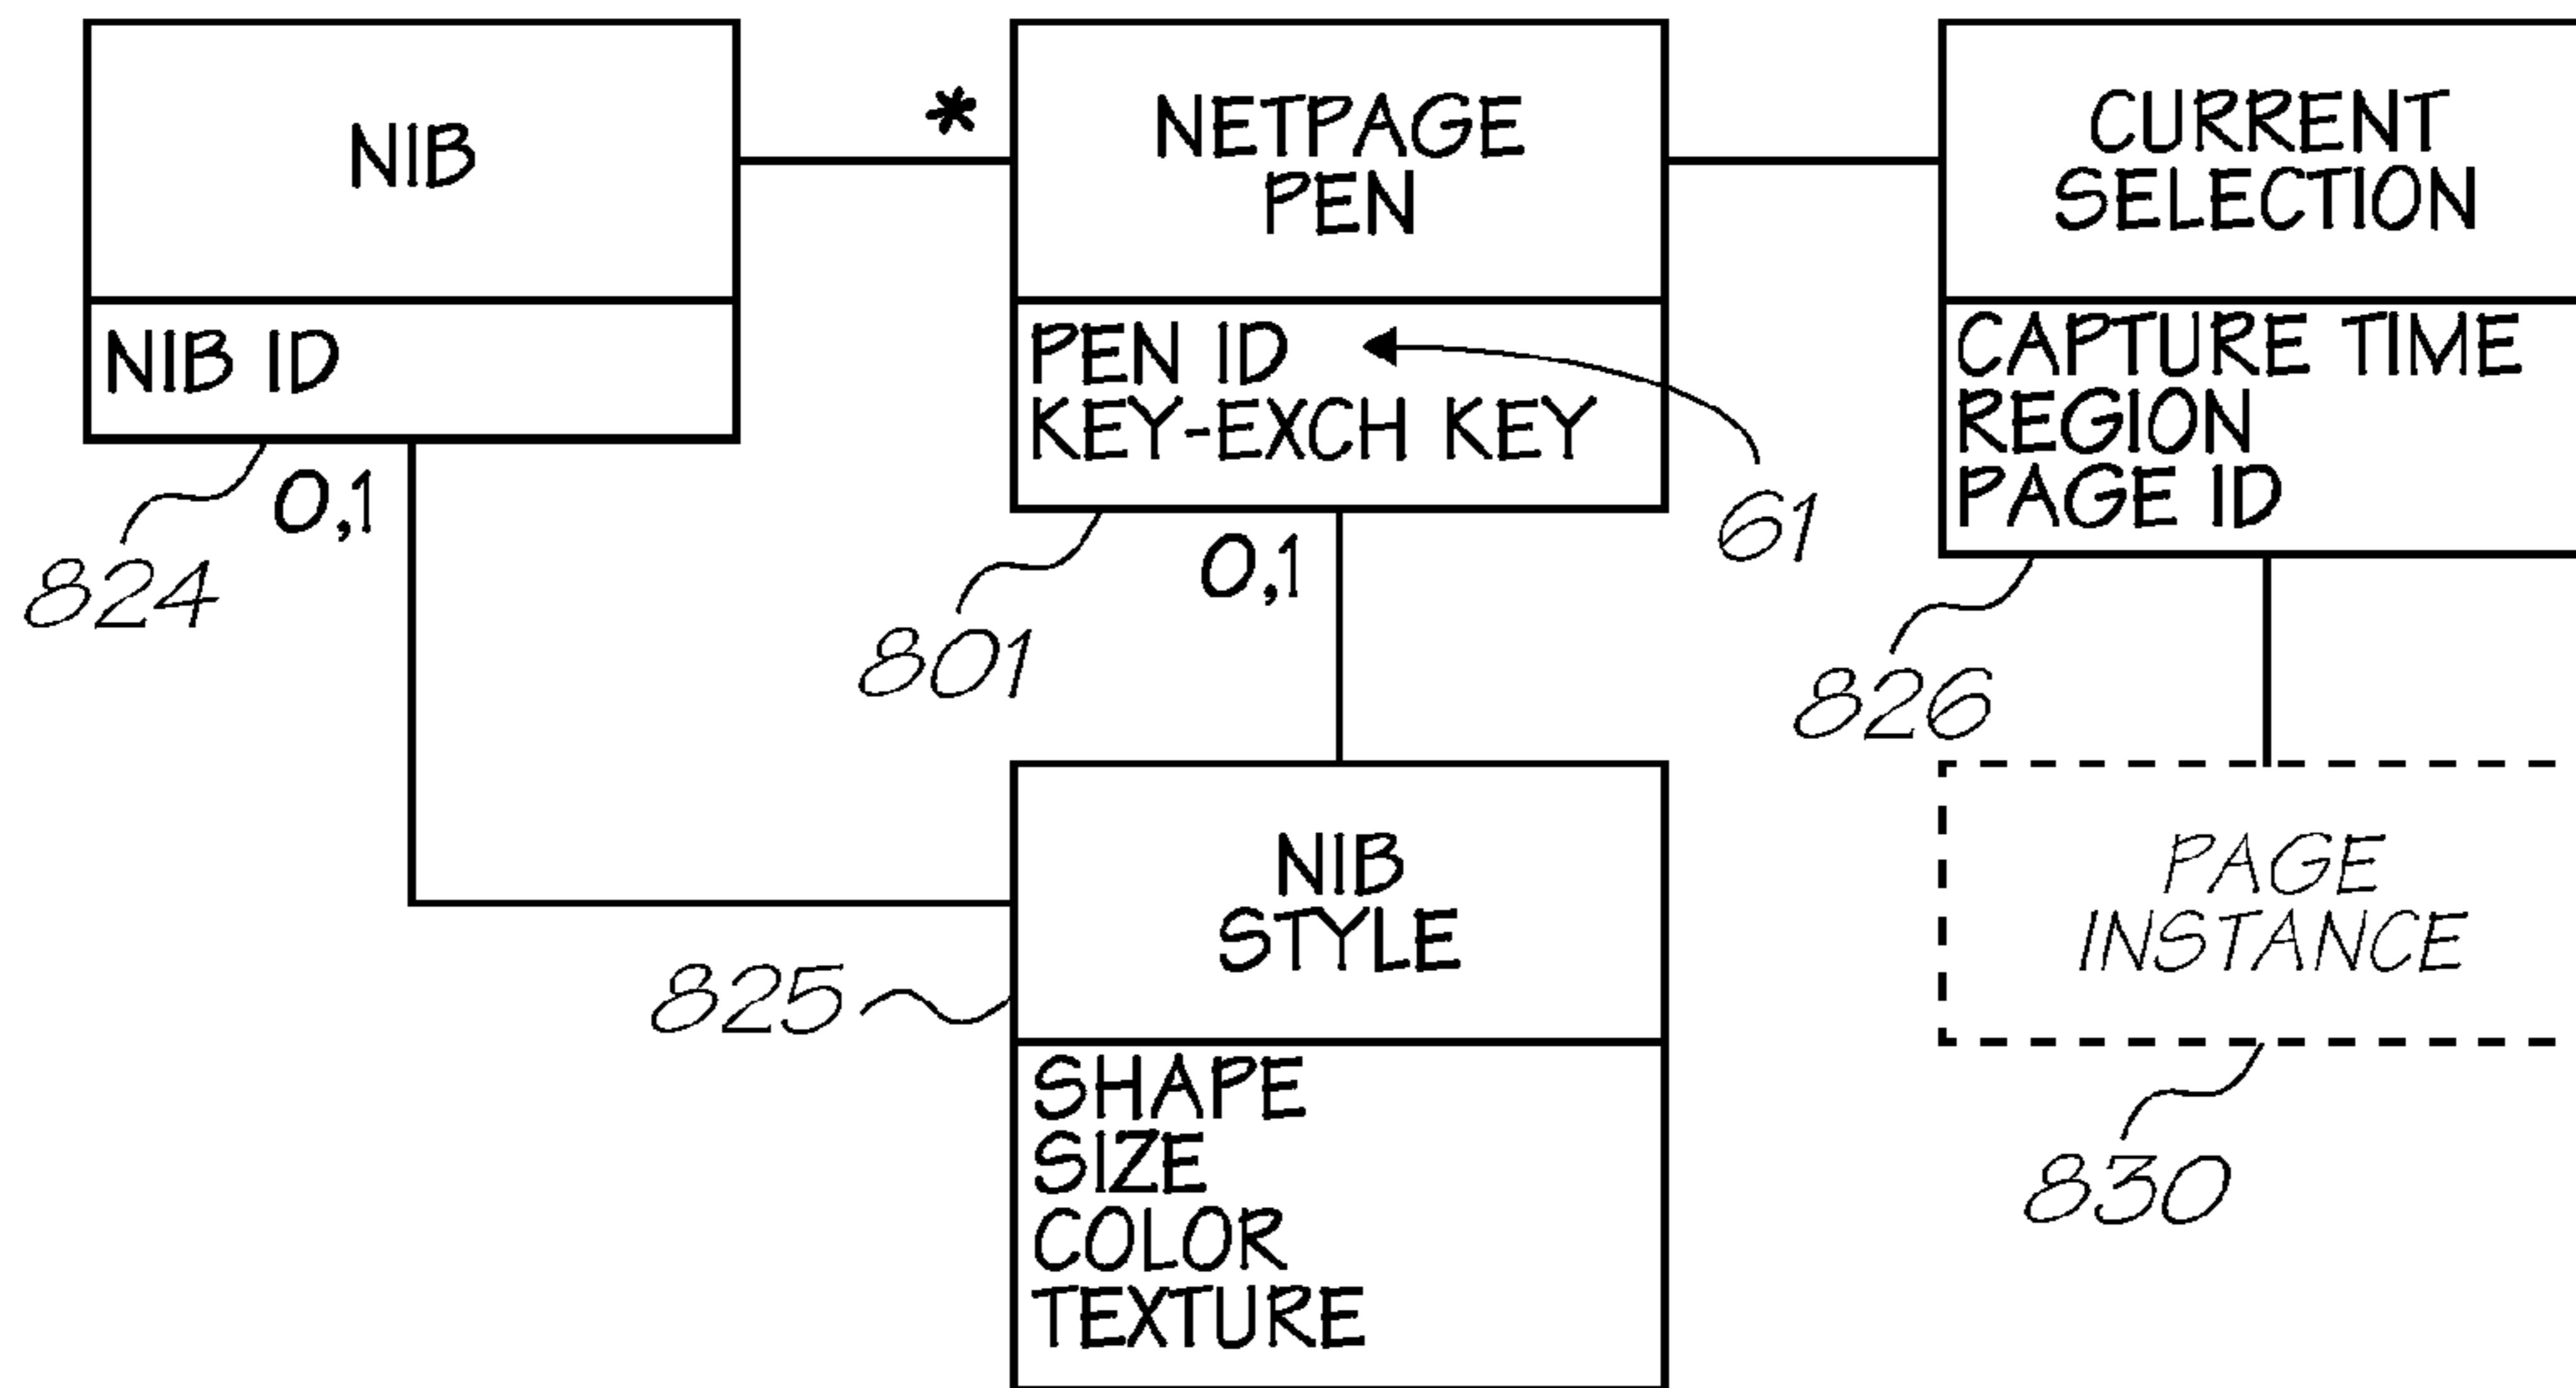 NIB
NIB ID
824
0,1
*
NETPAGE
PEN
PEN ID
KEY-EXCH KEY
61
801
0,1
CURRENT
SELECTION
CAPTURE TIME
REGION
PAGE ID
826
NIB
STYLE
825
SHAPE
SIZE
COLOR
TEXTURE
PAGE
INSTANCE
830